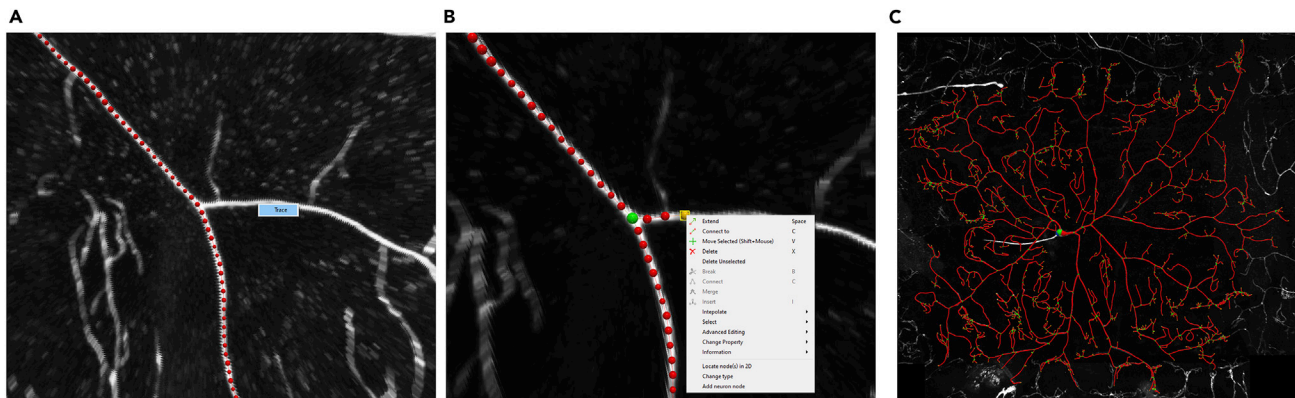 A
B
C
Trace
Extend Space
Connect to C
Move Selected (Shift+Mouse) V
Delete X
Delete Unselected
Break B
Connect C
Merge
Insert I
Intepolate
Select
Advanced Editing
Change Property
Information
Locate node(s) in 2D
Change type
Add neuron node